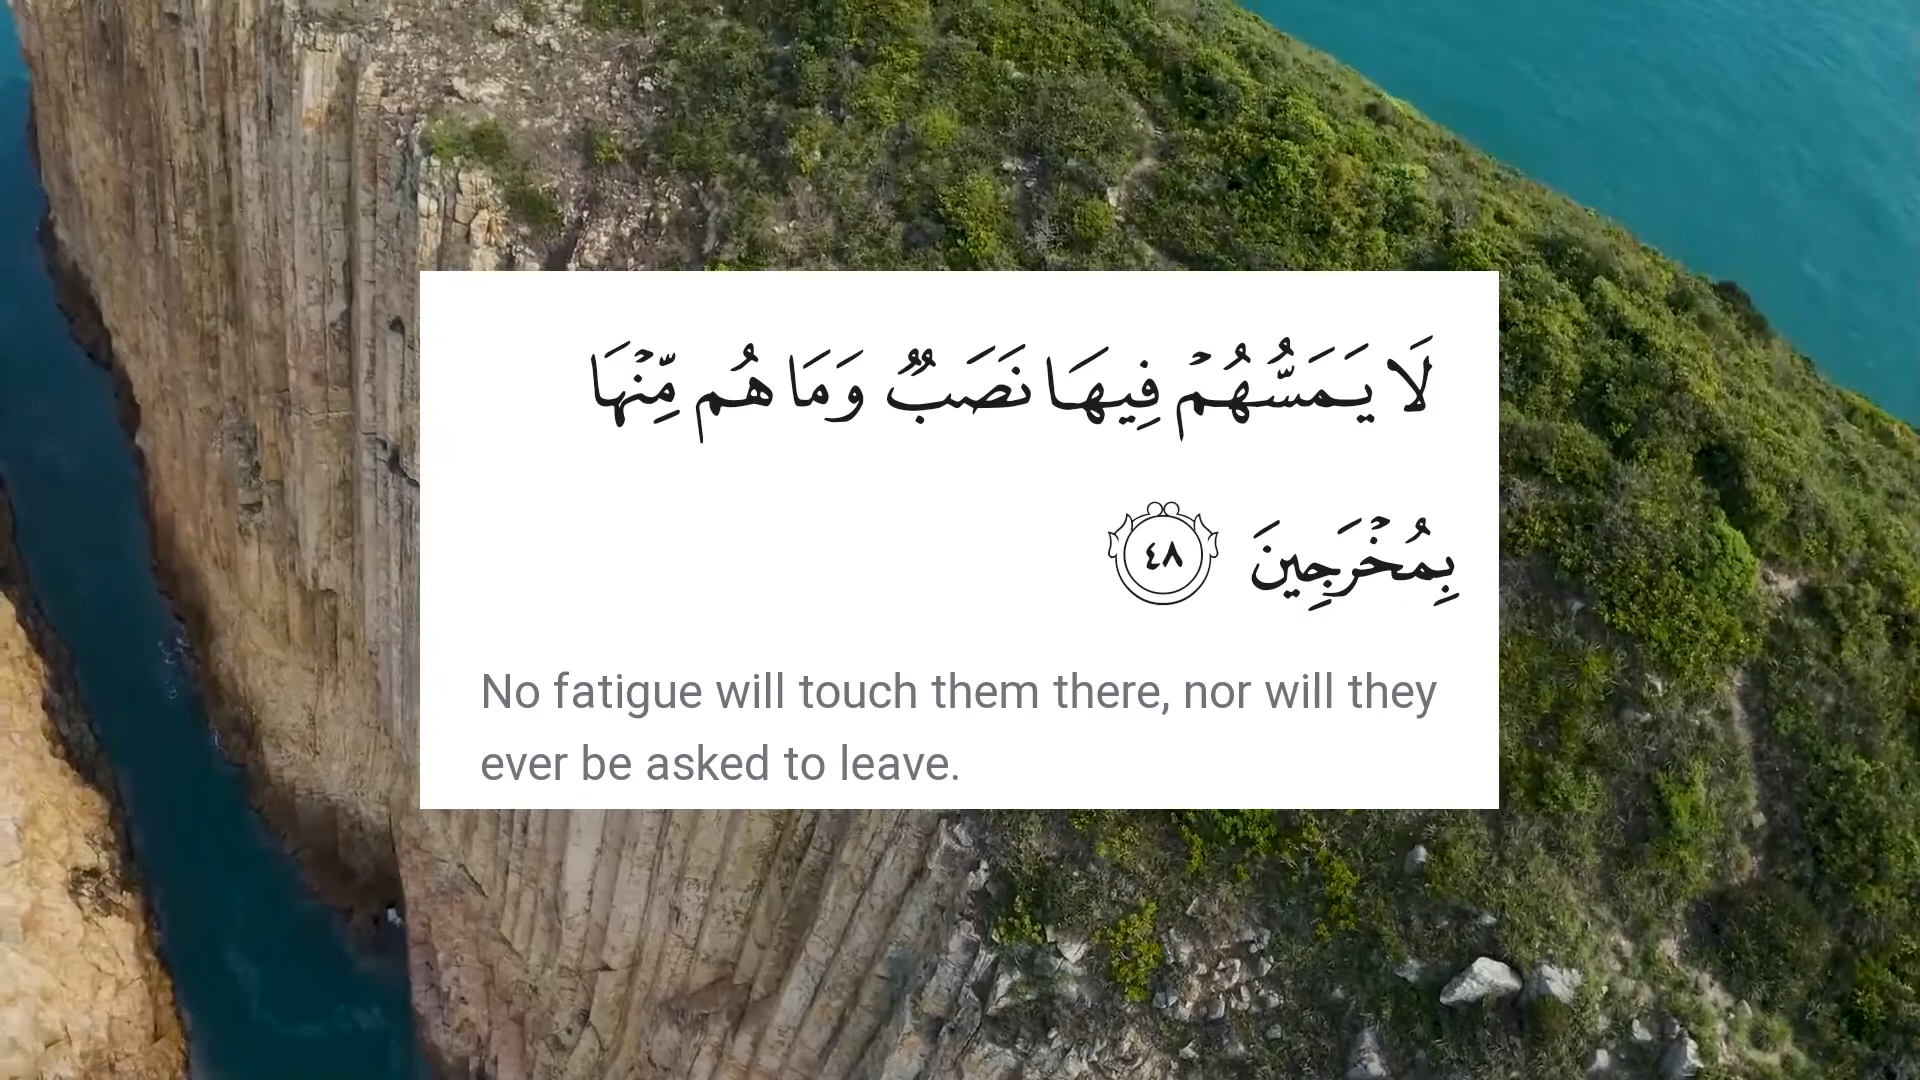 لَا يَمَسُّهُمْ فِيهَا نَصَبٌ وَمَا هُم مِّنْهَا
بِمُخْرَجِينَ ٤٨
No fatigue will touch them there, nor will they
ever be asked to leave.